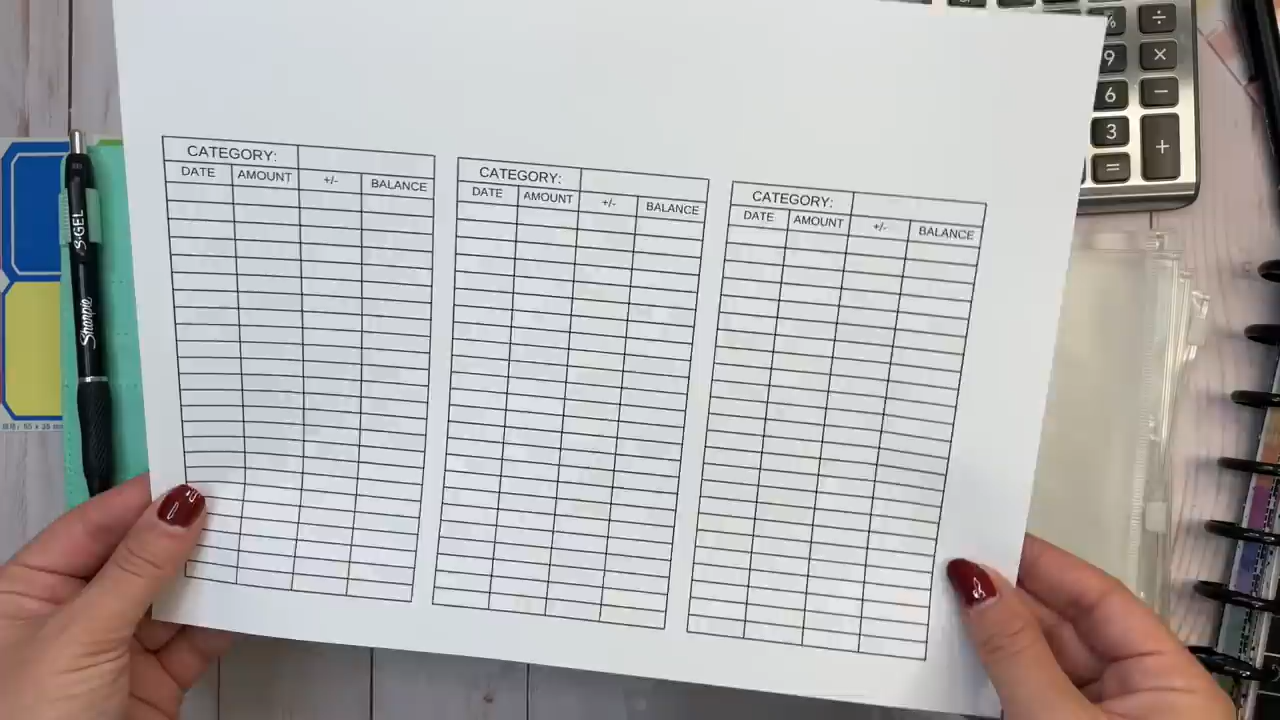 CATEGORY:
DATE AMOUNT +/- BALANCE
CATEGORY:
DATE AMOUNT +/- BALANCE
CATEGORY:
DATE AMOUNT +/- BALANCE
S·GEL
Sharpie
% ÷
9 ×
6 −
3 +
=